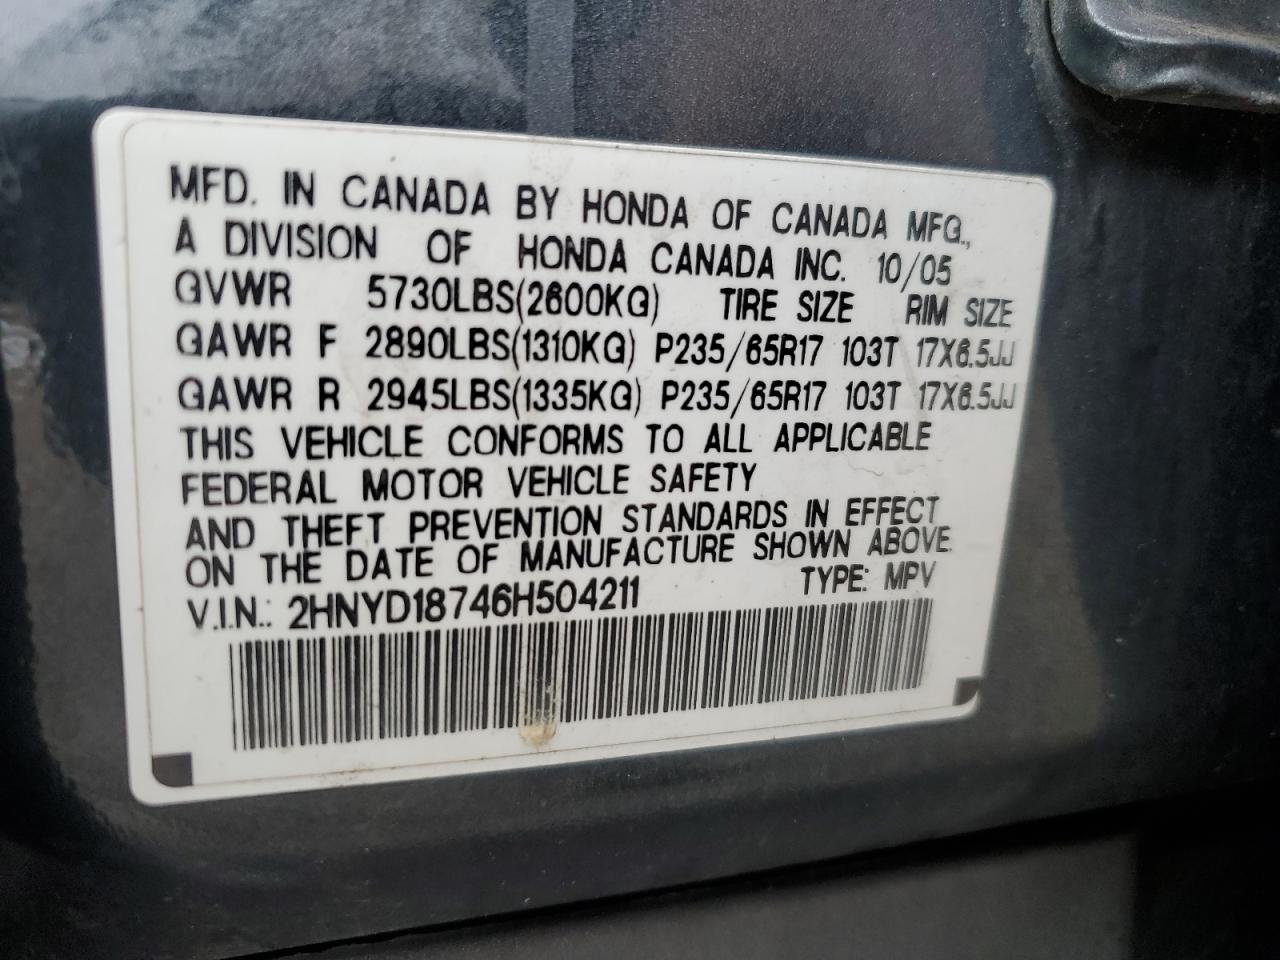 MFD. IN CANADA BY HONDA OF CANADA MFG.,
A DIVISION OF HONDA CANADA INC. 10/05
GVWR 5730LBS(2600KG) TIRE SIZE RIM SIZE
GAWR F 2890LBS(1310KG) P235/65R17 103T 17X6.5JJ
GAWR R 2945LBS(1335KG) P235/65R17 103T 17X6.5JJ
THIS VEHICLE CONFORMS TO ALL APPLICABLE
FEDERAL MOTOR VEHICLE SAFETY
AND THEFT PREVENTION STANDARDS IN EFFECT
ON THE DATE OF MANUFACTURE SHOWN ABOVE.
V.I.N.: 2HNYD18746H504211 TYPE: MPV